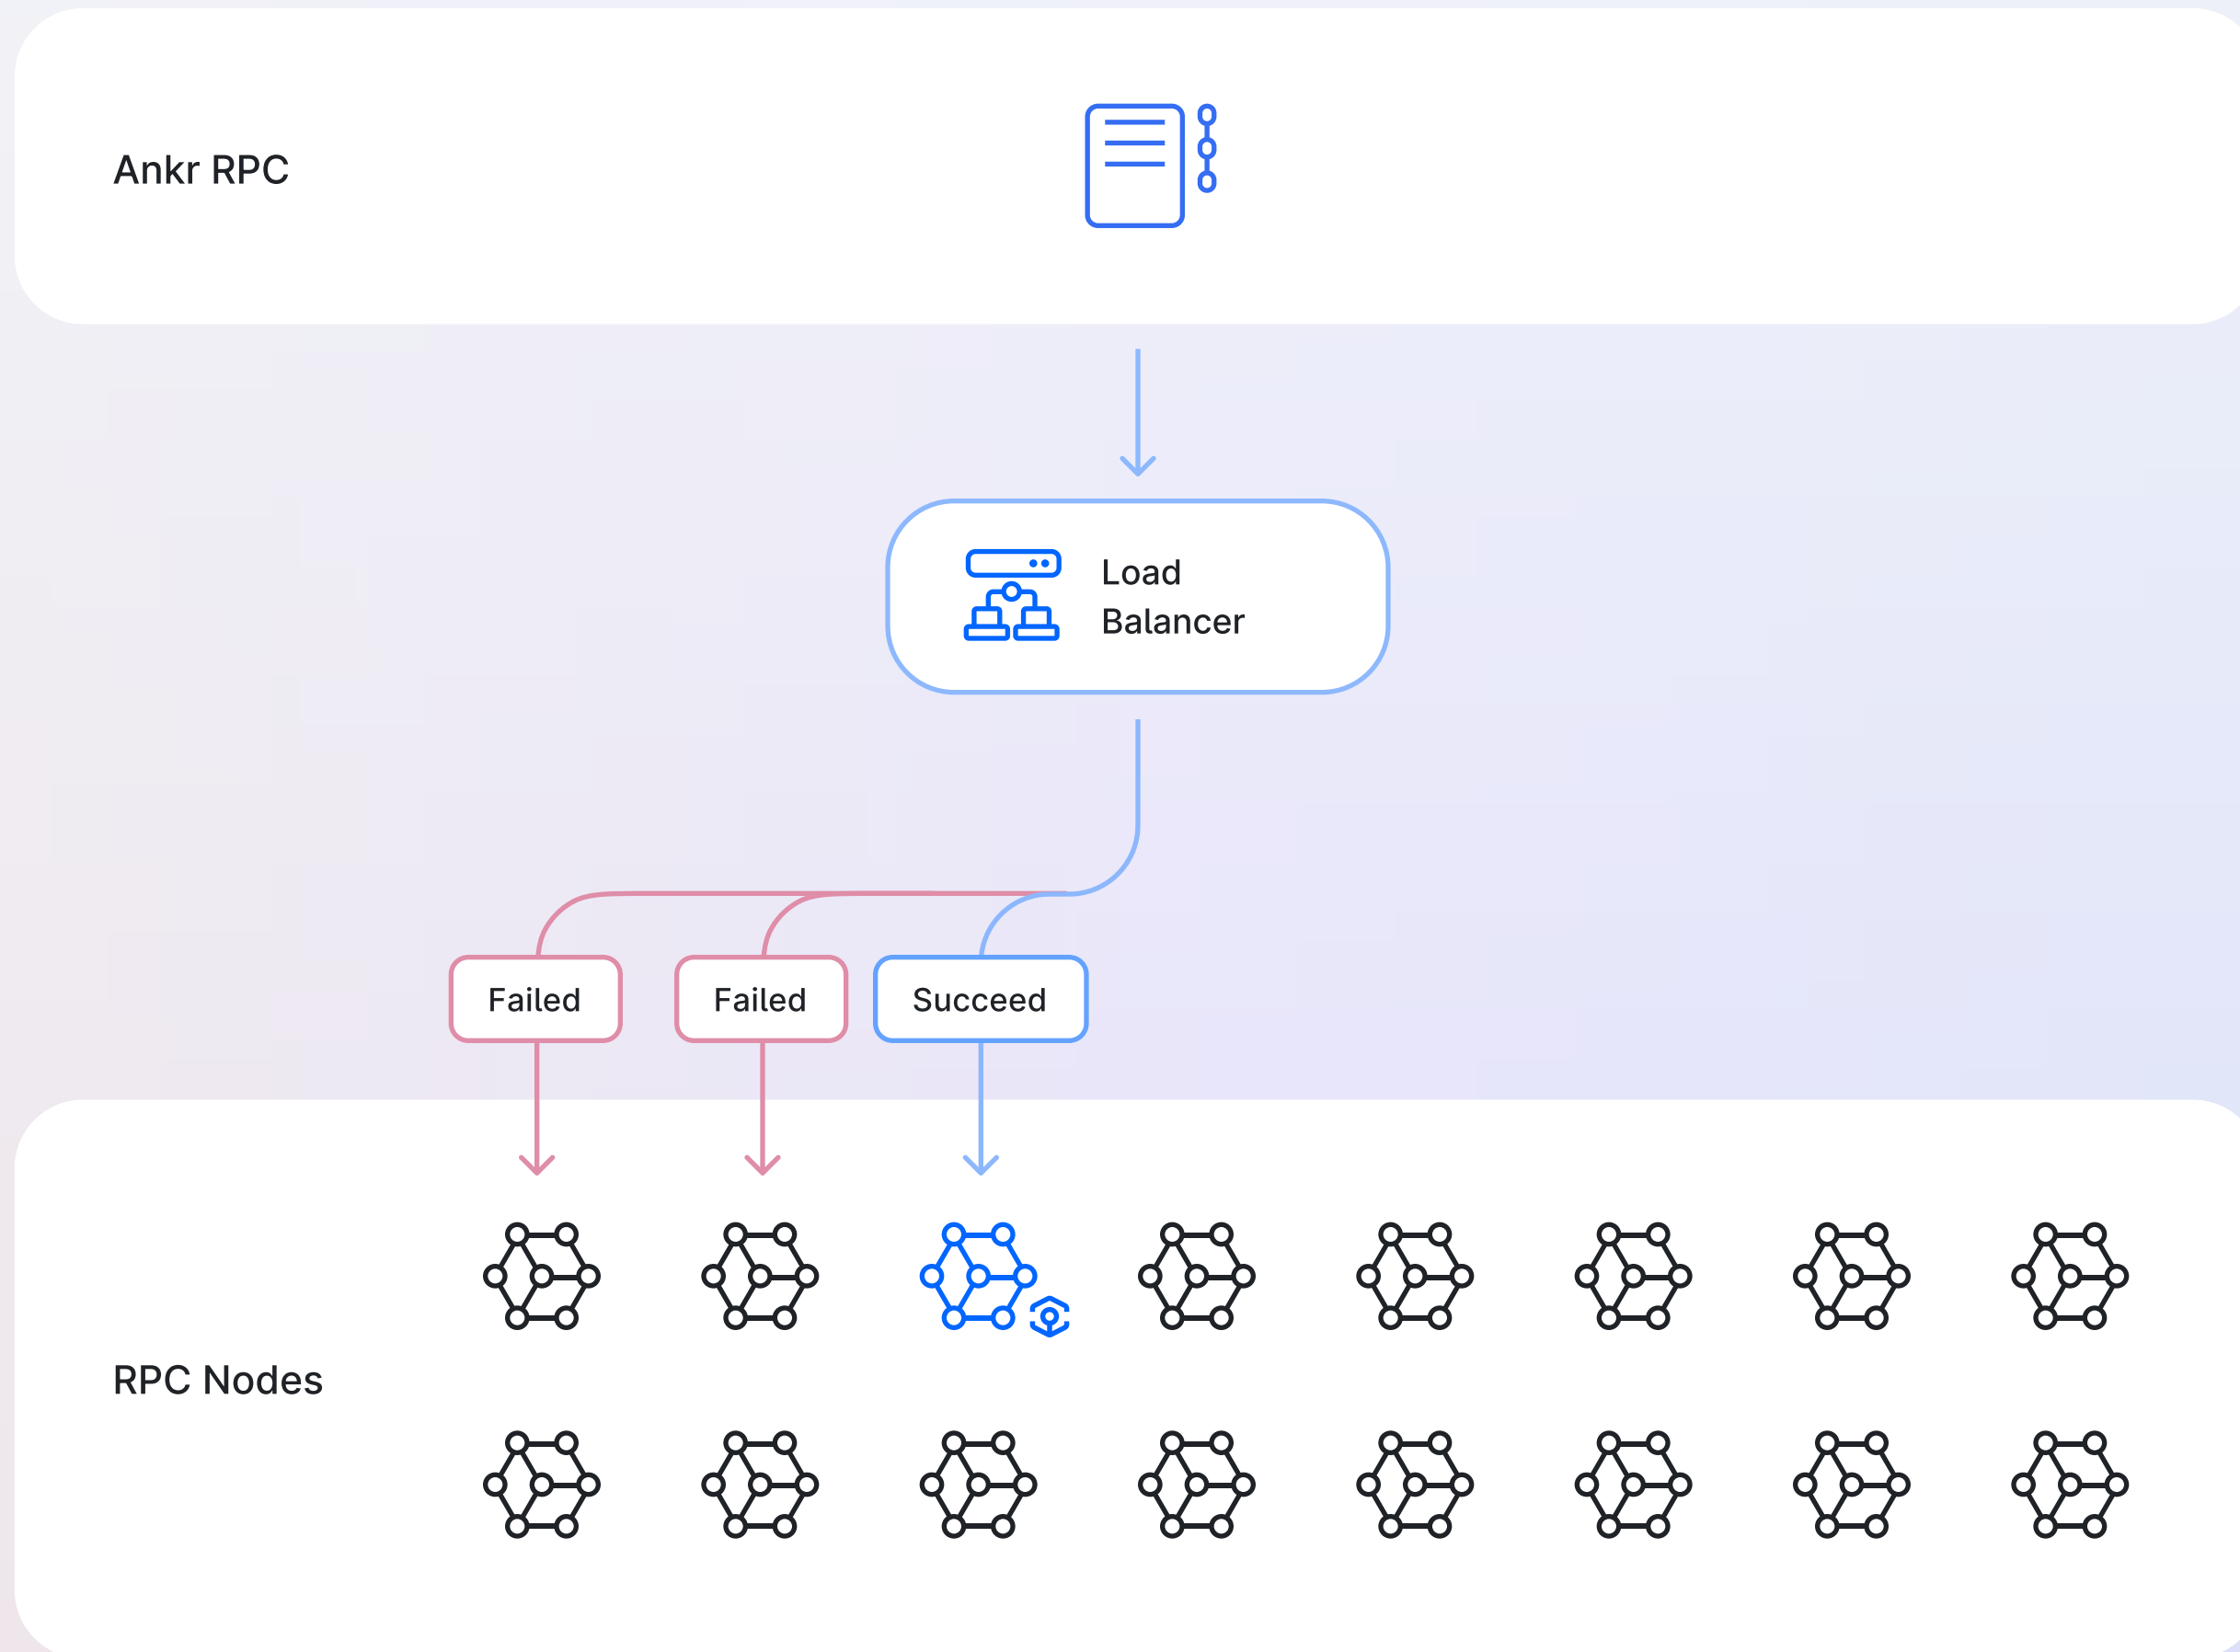 Ankr RPC
Load
Balancer
Failed
Failed
Succeed
RPC Nodes